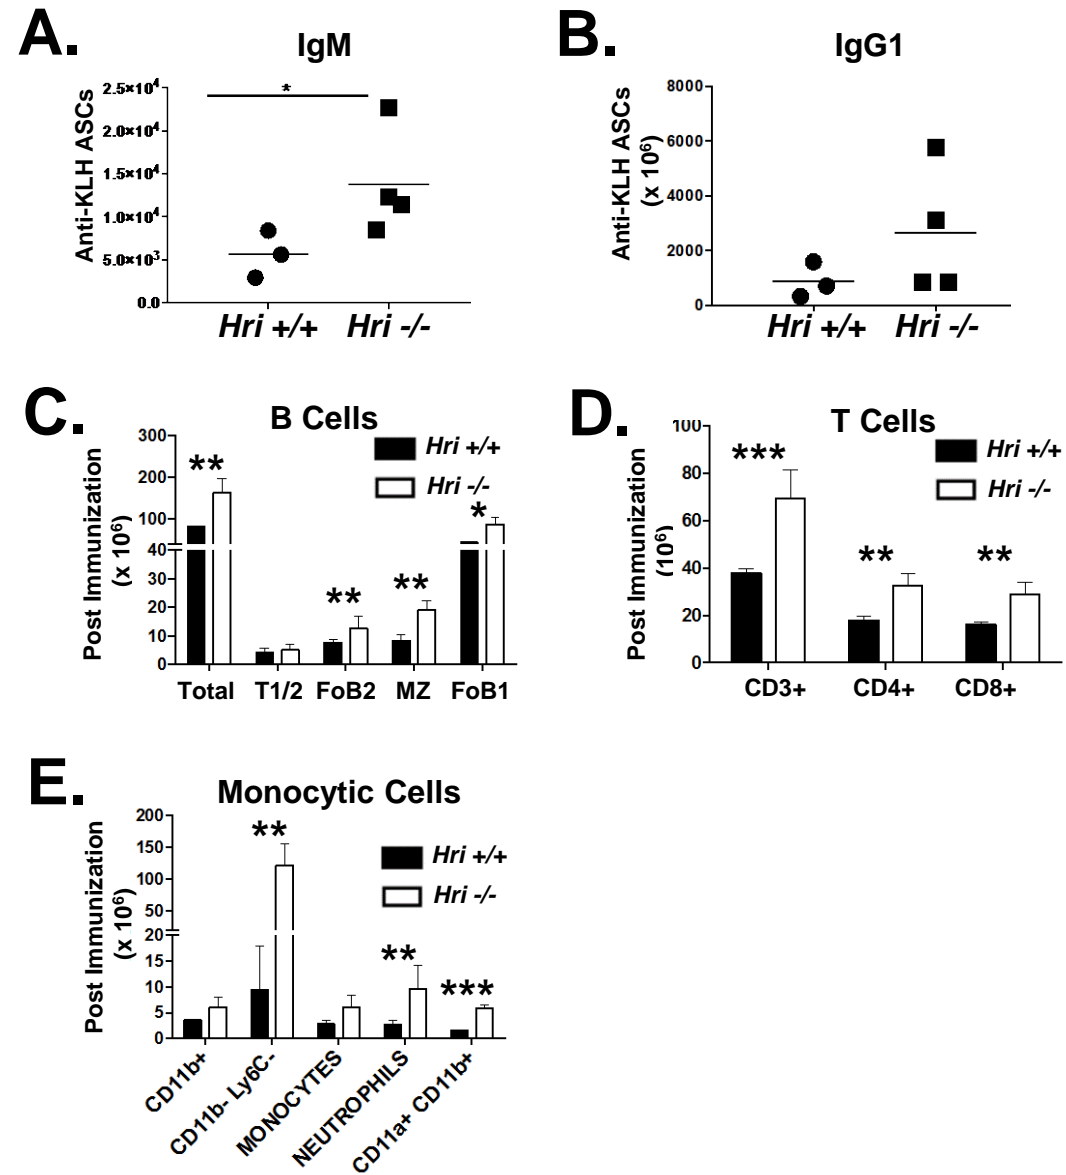 A.
IgM
Anti-KLH ASCs
2.5×10⁴
2.0×10⁴
1.5×10⁴
1.0×10⁴
5.0×10³
0.0
*
Hri +/+
Hri -/-
B.
IgG1
Anti-KLH ASCs
(x 10⁶)
8000
6000
4000
2000
0
Hri +/+
Hri -/-
C.
B Cells
Post Immunization
(x 10⁶)
300
200
100
40
30
20
10
0
Hri +/+
Hri -/-
**
**
**
*
Total T1/2 FoB2 MZ FoB1
D.
T Cells
Post Immunization
(10⁶)
100
80
60
40
20
0
Hri +/+
Hri -/-
***
**
**
CD3+ CD4+ CD8+
E.
Monocytic Cells
Post Immunization
(x 10⁶)
200
150
100
50
20
15
10
5
0
Hri +/+
Hri -/-
**
**
***
CD11b+
CD11b- Ly6C-
MONOCYTES
NEUTROPHILS
CD11a+ CD11b+